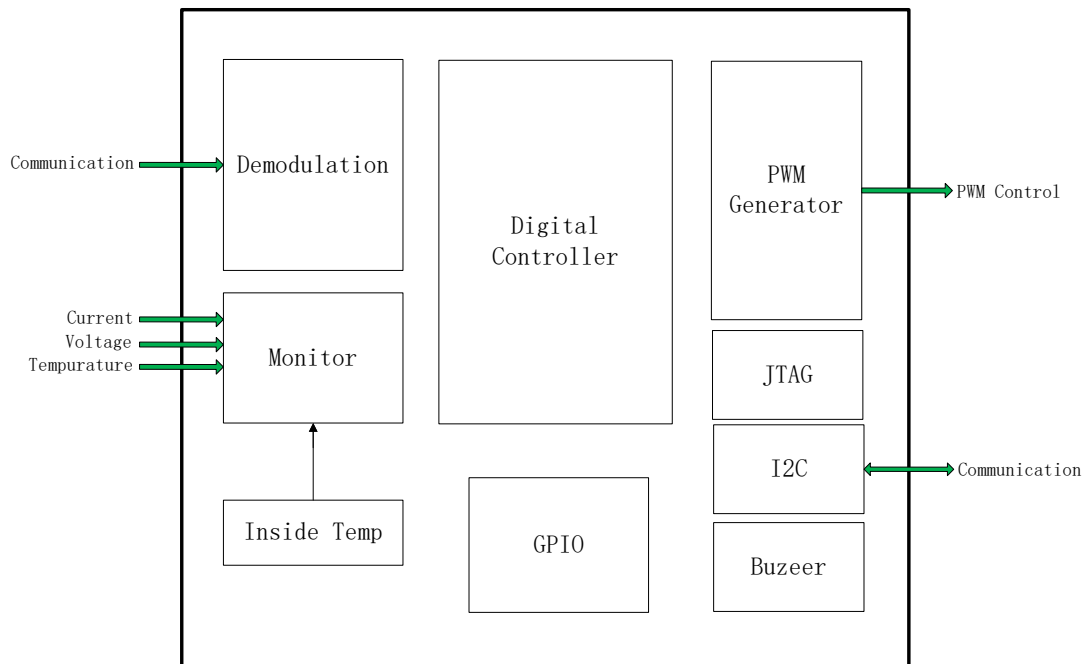 Communication
Demodulation
Digital
Controller
PWM
Generator
PWM Control
Current
Voltage
Tempurature
Monitor
JTAG
I2C
Communication
Inside Temp
GPIO
Buzeer